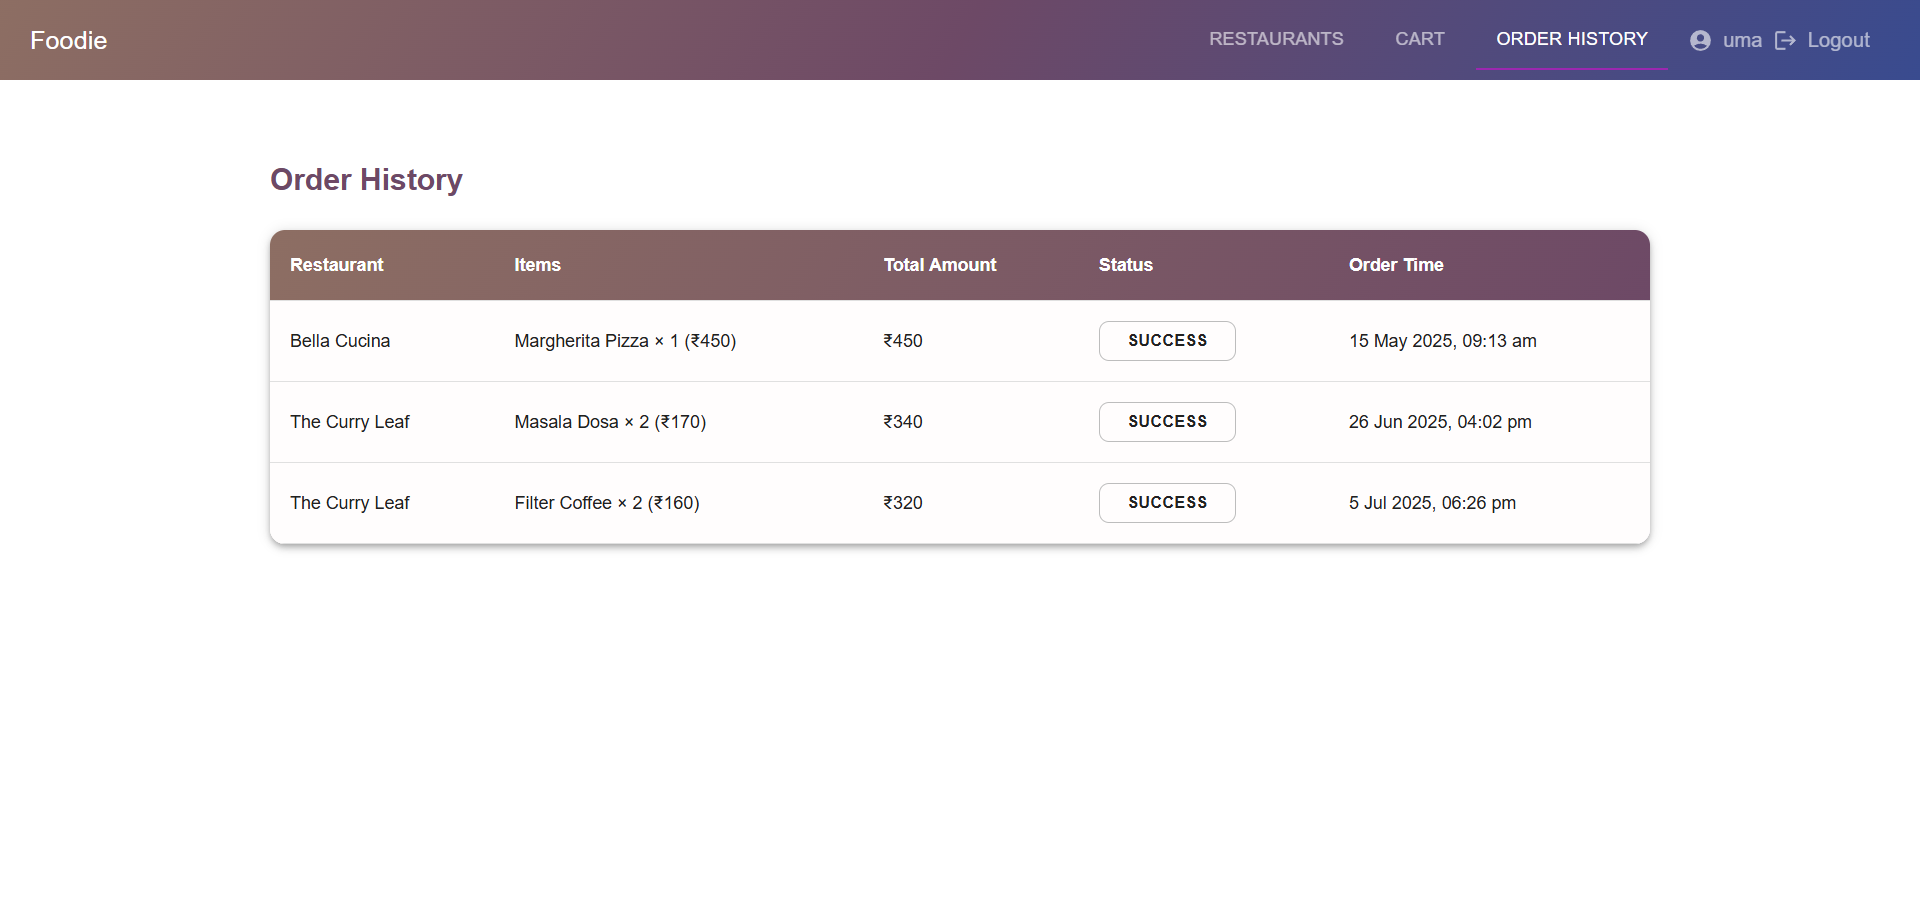 Foodie RESTAURANTS CART ORDER HISTORY uma Logout
Order History
Restaurant Items Total Amount Status Order Time
Bella Cucina Margherita Pizza × 1 (₹450) ₹450 SUCCESS 15 May 2025, 09:13 am
The Curry Leaf Masala Dosa × 2 (₹170) ₹340 SUCCESS 26 Jun 2025, 04:02 pm
The Curry Leaf Filter Coffee × 2 (₹160) ₹320 SUCCESS 5 Jul 2025, 06:26 pm